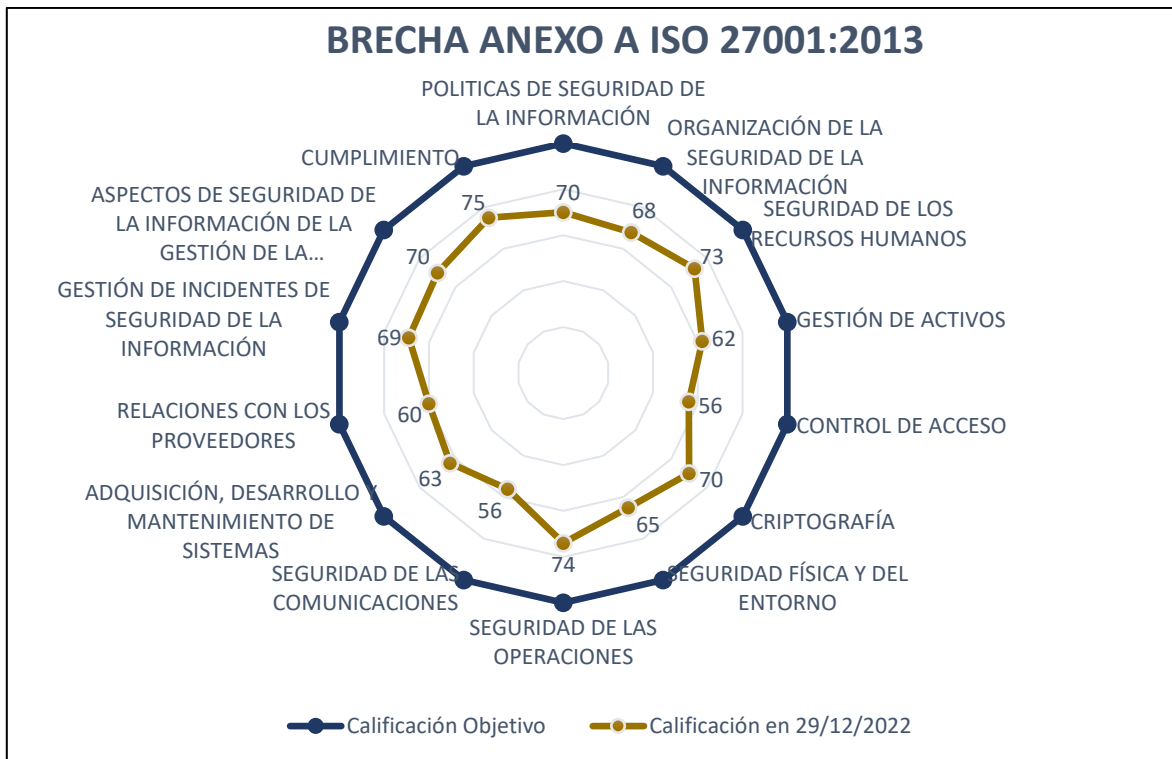 BRECHA ANEXO A ISO 27001:2013
POLITICAS DE SEGURIDAD DE
LA INFORMACIÓN
ORGANIZACIÓN DE LA
SEGURIDAD DE LA
INFORMACIÓN
SEGURIDAD DE LOS
RECURSOS HUMANOS
GESTIÓN DE ACTIVOS
CONTROL DE ACCESO
CRIPTOGRAFÍA
SEGURIDAD FÍSICA Y DEL
ENTORNO
SEGURIDAD DE LAS
OPERACIONES
SEGURIDAD DE LAS
COMUNICACIONES
ADQUISICIÓN, DESARROLLO Y
MANTENIMIENTO DE
SISTEMAS
RELACIONES CON LOS
PROVEEDORES
GESTIÓN DE INCIDENTES DE
SEGURIDAD DE LA
INFORMACIÓN
ASPECTOS DE SEGURIDAD DE
LA INFORMACIÓN DE LA
GESTIÓN DE LA...
CUMPLIMIENTO
70
68
73
62
56
70
65
74
56
63
60
69
70
75
Calificación Objetivo
Calificación en 29/12/2022